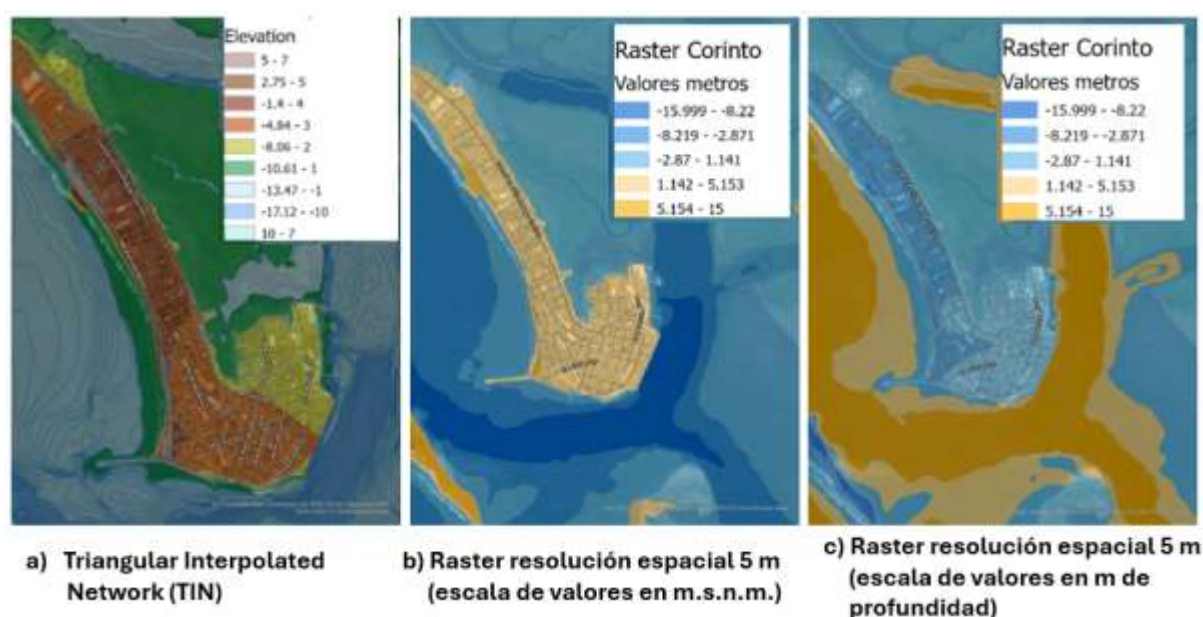 Elevation
5 - 7
2.75 - 5
-1.4 - 4
-4.84 - 3
-8.06 - 2
-10.61 - 1
-13.47 - -1
-17.12 - -10
10 - 7
Raster Corinto
Valores metros
-15.999 - -8.22
-8.219 - -2.871
-2.87 - 1.141
1.142 - 5.153
5.154 - 15
Raster Corinto
Valores metros
-15.999 - -8.22
-8.219 - -2.871
-2.87 - 1.141
1.142 - 5.153
5.154 - 15
a) Triangular Interpolated
Network (TIN)
b) Raster resolución espacial 5 m
(escala de valores en m.s.n.m.)
c) Raster resolución espacial 5 m
(escala de valores en m de
profundidad)